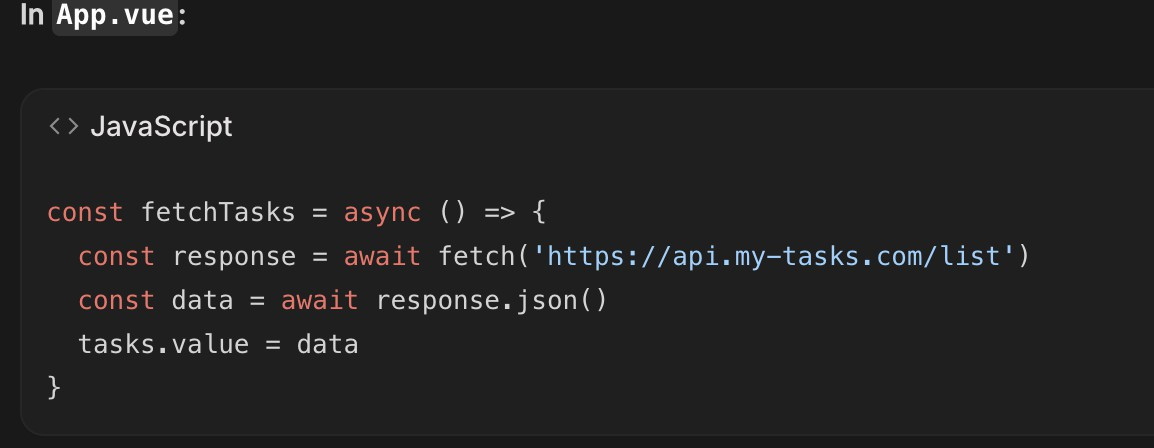 In App.vue:
<> JavaScript
const fetchTasks = async () => {
  const response = await fetch('https://api.my-tasks.com/list')
  const data = await response.json()
  tasks.value = data
}